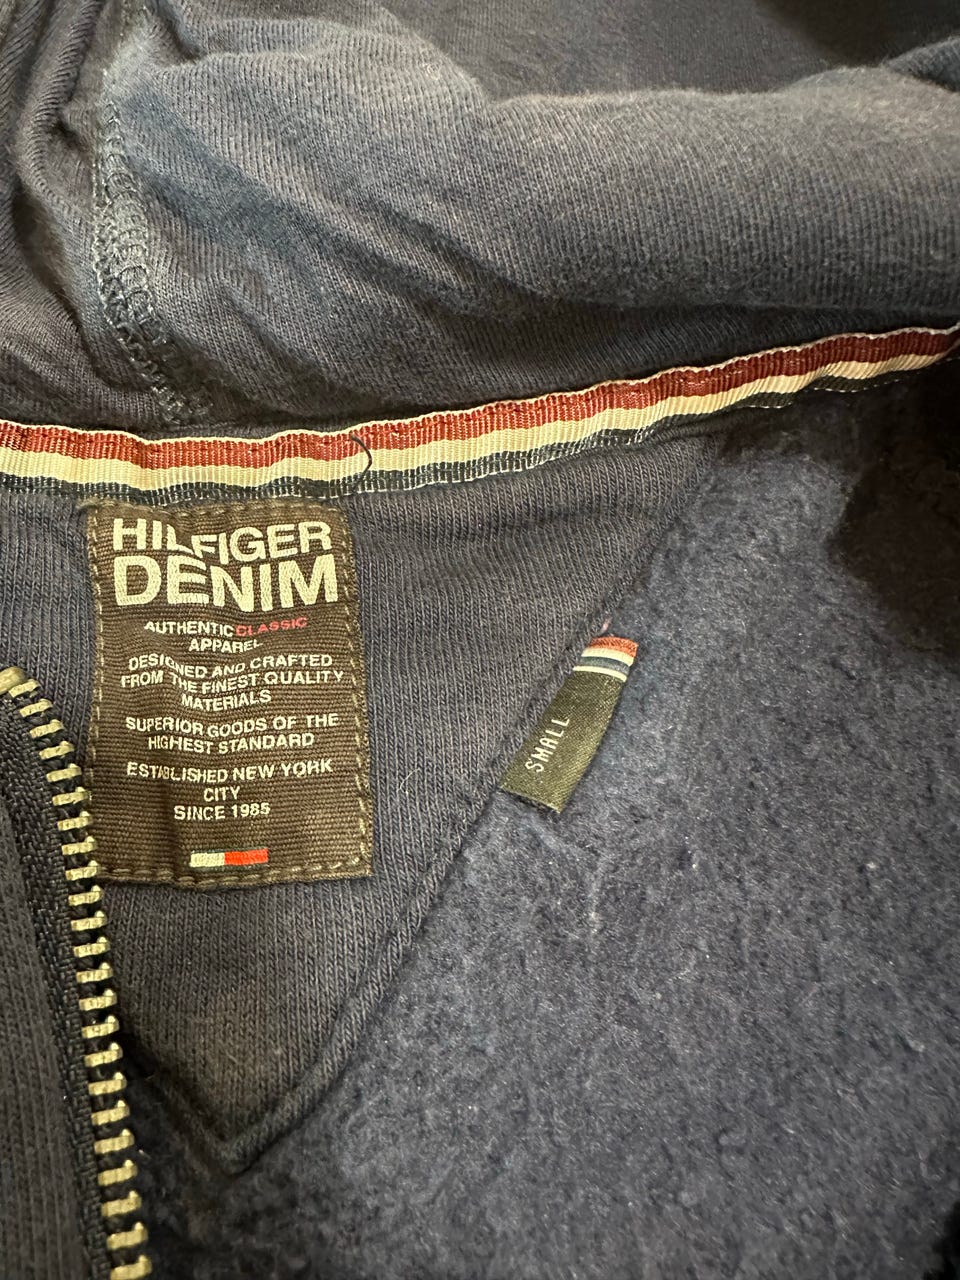 HILFIGER
DENIM
AUTHENTIC CLASSIC
APPAREL
DESIGNED AND CRAFTED
FROM THE FINEST QUALITY
MATERIALS
SUPERIOR GOODS OF THE
HIGHEST STANDARD
ESTABLISHED NEW YORK
CITY
SINCE 1985
SMALL